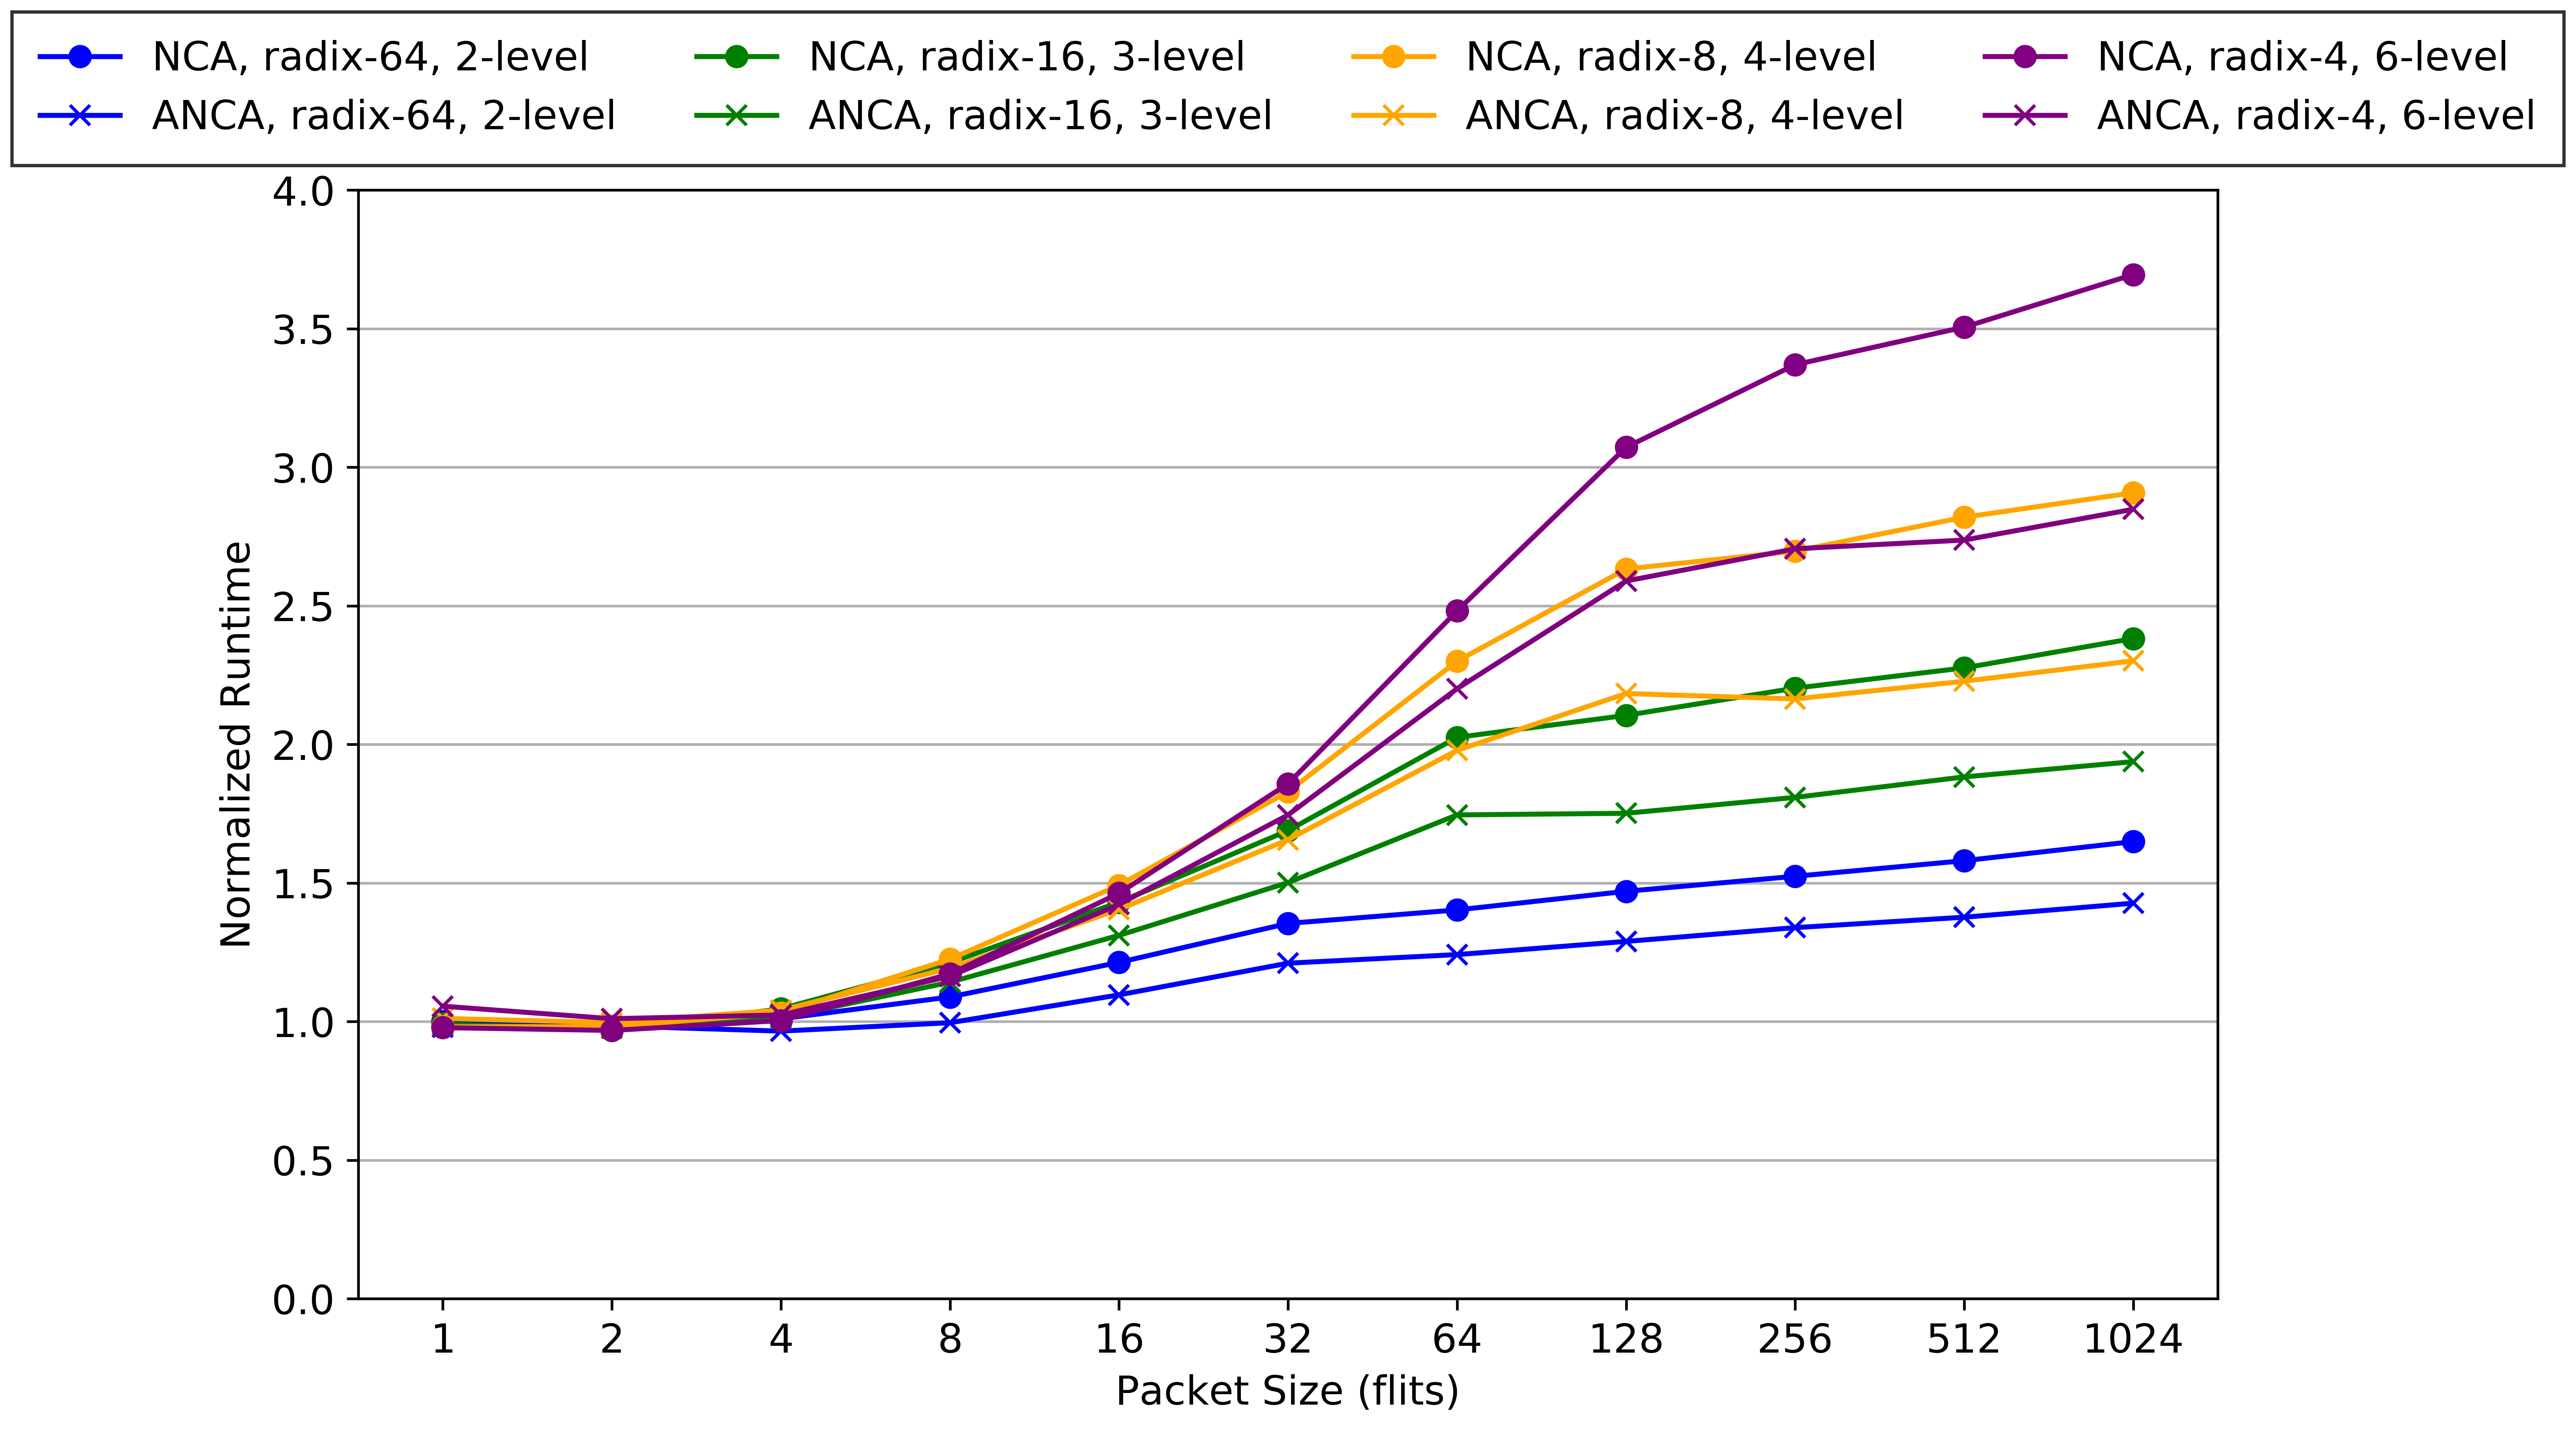 NCA, radix-64, 2-level
NCA, radix-16, 3-level
NCA, radix-8, 4-level
NCA, radix-4, 6-level
ANCA, radix-64, 2-level
ANCA, radix-16, 3-level
ANCA, radix-8, 4-level
ANCA, radix-4, 6-level
4.0
3.5
3.0
2.5
2.0
1.5
1.0
0.5
0.0
Normalized Runtime
1 2 4 8 16 32 64 128 256 512 1024
Packet Size (flits)